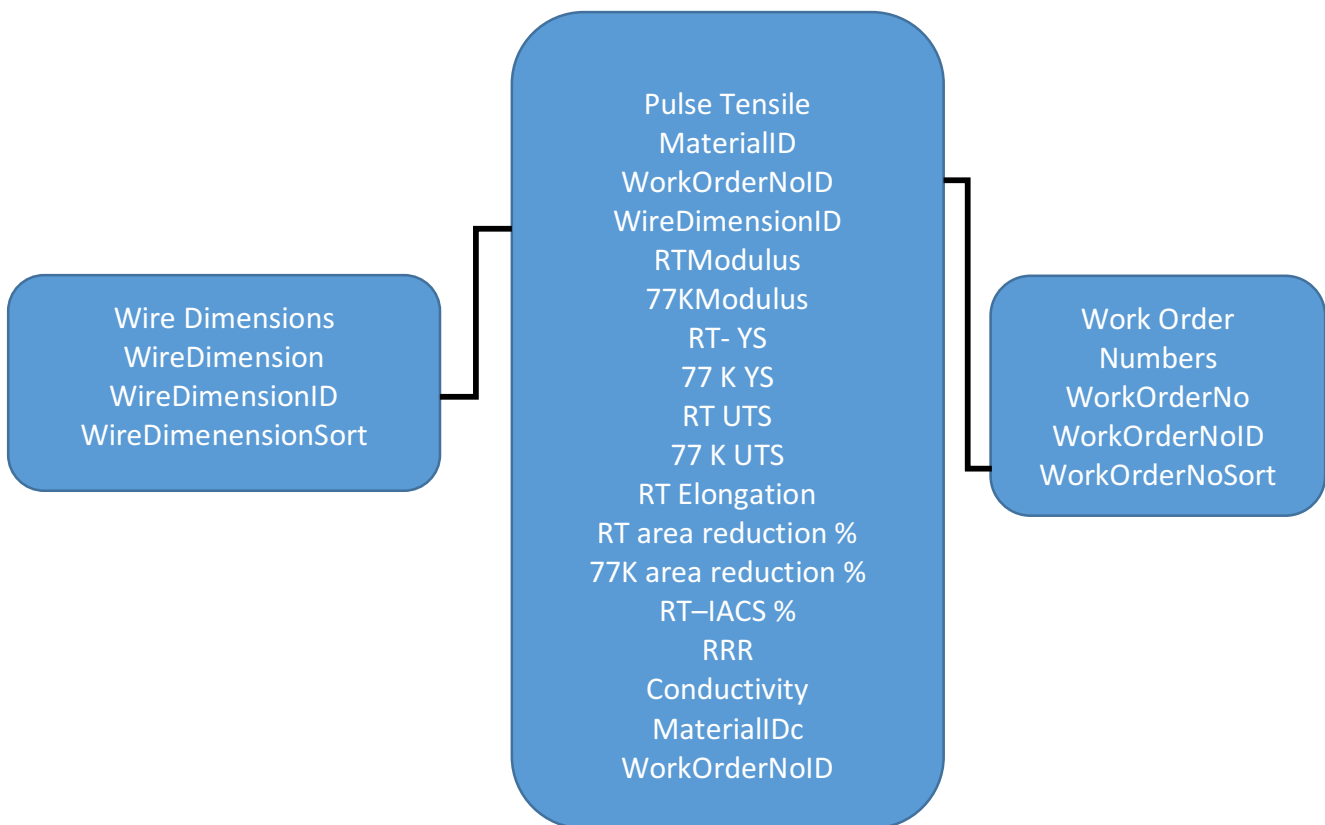 Wire Dimensions
WireDimension
WireDimensionID
WireDimenensionSort
Pulse Tensile
MaterialID
WorkOrderNoID
WireDimensionID
RTModulus
77KModulus
RT- YS
77 K YS
RT UTS
77 K UTS
RT Elongation
RT area reduction %
77K area reduction %
RT–IACS %
RRR
Conductivity
MaterialIDc
WorkOrderNoID
Work Order
Numbers
WorkOrderNo
WorkOrderNoID
WorkOrderNoSort